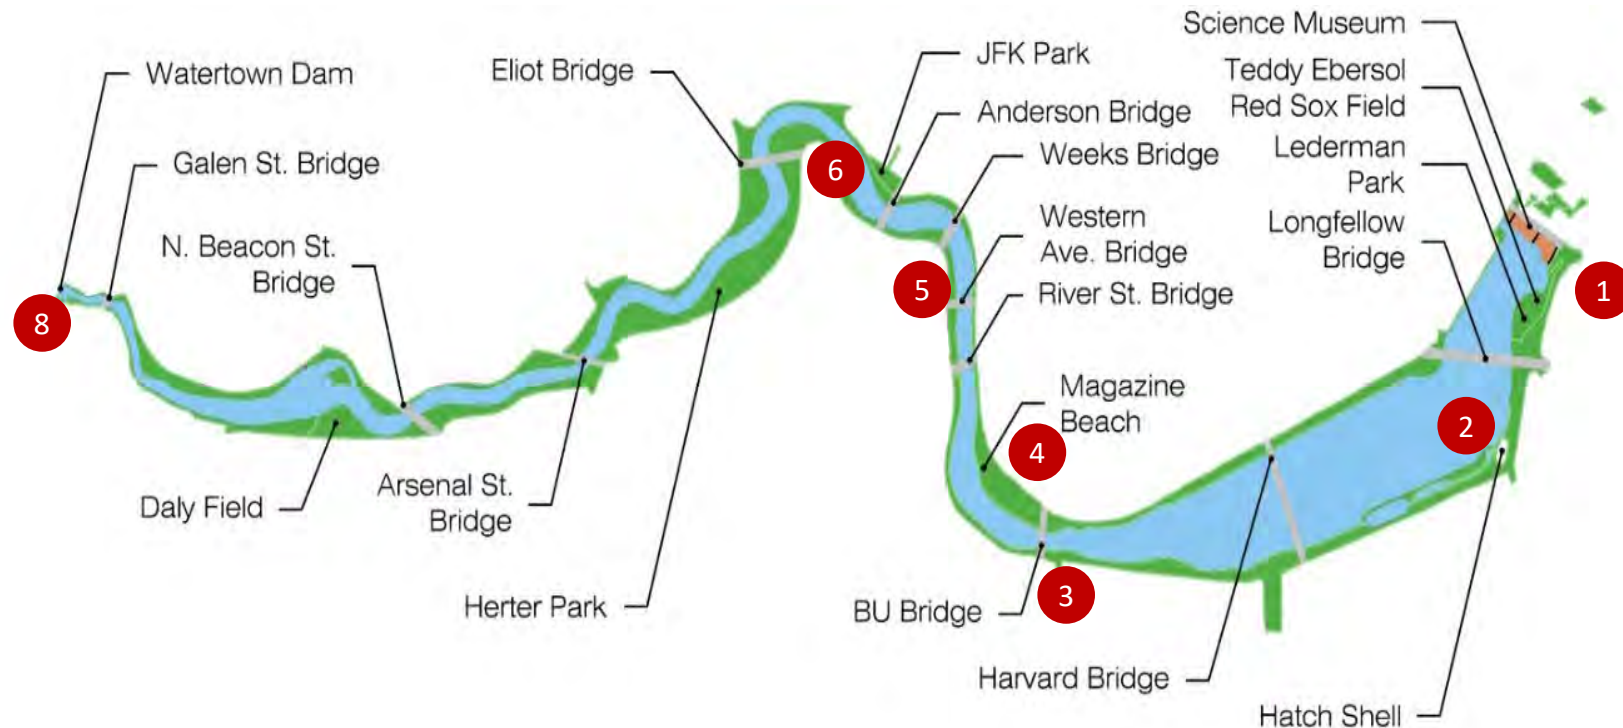 Watertown Dam
Galen St. Bridge
N. Beacon St.
Bridge
Eliot Bridge
Daly Field
Arsenal St.
Bridge
Herter Park
JFK Park
Anderson Bridge
Weeks Bridge
Western
Ave. Bridge
River St. Bridge
Magazine
Beach
BU Bridge
Harvard Bridge
Hatch Shell
Science Museum
Teddy Ebersol
Red Sox Field
Lederman
Park
Longfellow
Bridge
8
6
5
4
3
2
1